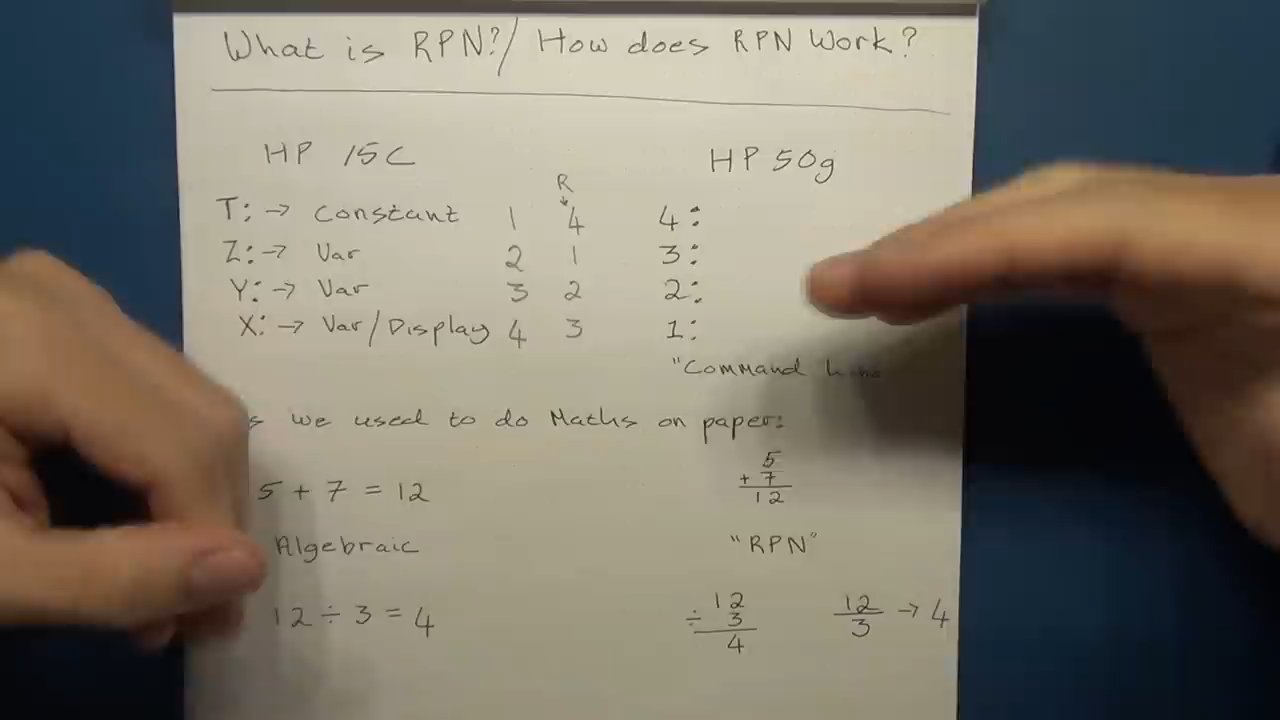 What is RPN?/ How does RPN Work?
HP 15C
HP 50g
R
T: → Constant 1 4 4:
Z: → Var 2 1 3:
Y: → Var 3 2 2:
X: → Var/Display 4 3 1:
"Command
we used to do Maths on paper:
5 + 7 = 12
5
+ 7
12
Algebraic
"RPN"
12 ÷ 3 = 4
12
÷ 3
4
12
3 → 4